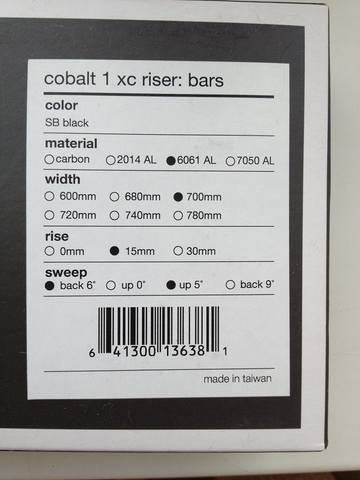 cobalt 1 xc riser: bars
color
SB black
material
○carbon ○2014 AL ●6061 AL ○7050 AL
width
○ 600mm ○ 680mm ● 700mm
○ 720mm ○ 740mm ○ 780mm
rise
○ 0mm ● 15mm ○ 30mm
sweep
● back 6° ○ up 0° ● up 5° ○ back 9°
6 41300 13638 1
made in taiwan